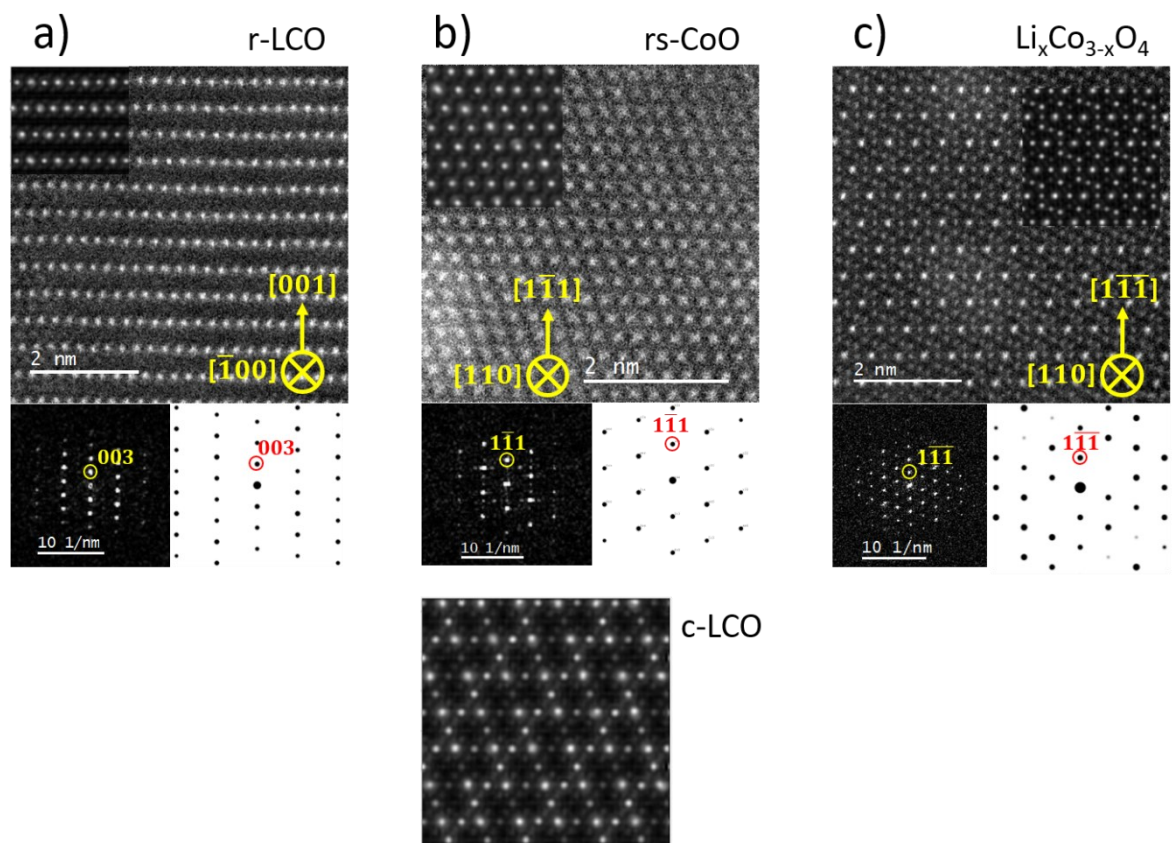 a)
r-LCO
[001]
[1̅00]
2 nm
003
003
10 1/nm
b)
rs-CoO
[11̅1]
[110]
2 nm
11̅1
11̅1
10 1/nm
c)
LiₓCo₃₋ₓO₄
[11̅1̅]
[110]
2 nm
11̅1̅
11̅1̅
10 1/nm
c-LCO